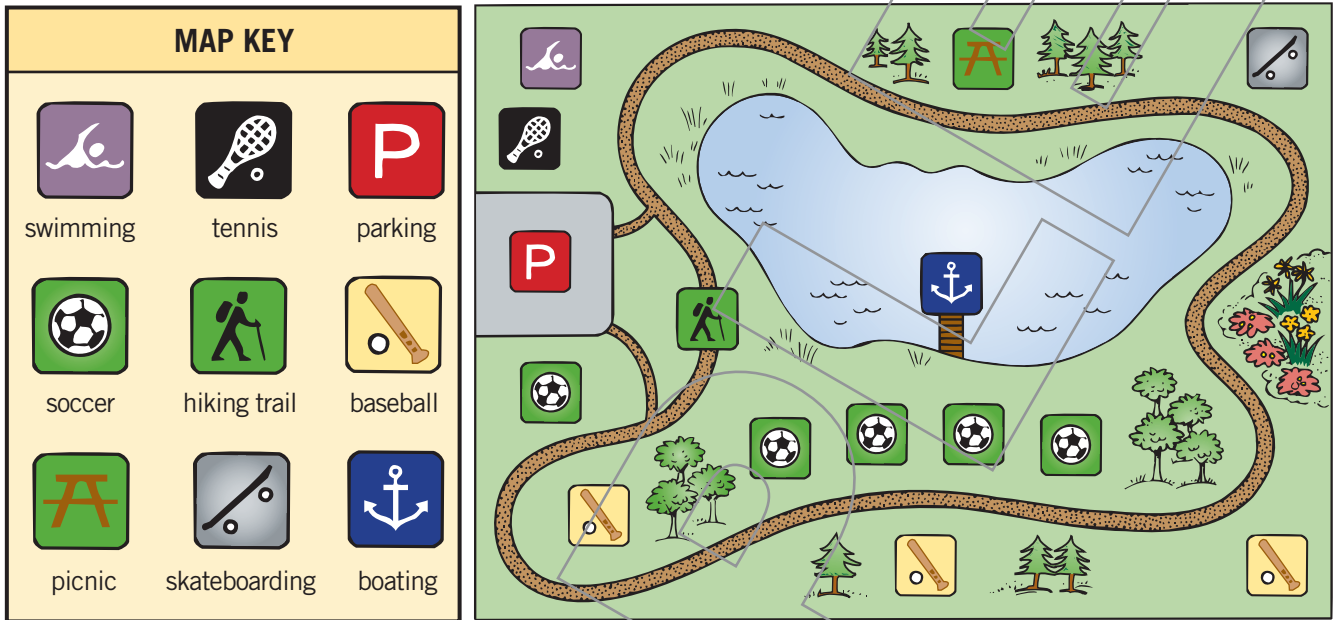 MAP KEY
P
swimming tennis parking
soccer hiking trail baseball
picnic skateboarding boating
P